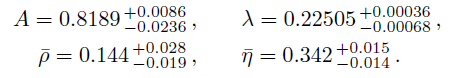 A = 0.8189 +0.0086 −0.0236 , λ = 0.22505 +0.00036 −0.00068 ,
ρ̄ = 0.144 +0.028 −0.019 , η̄ = 0.342 +0.015 −0.014 .